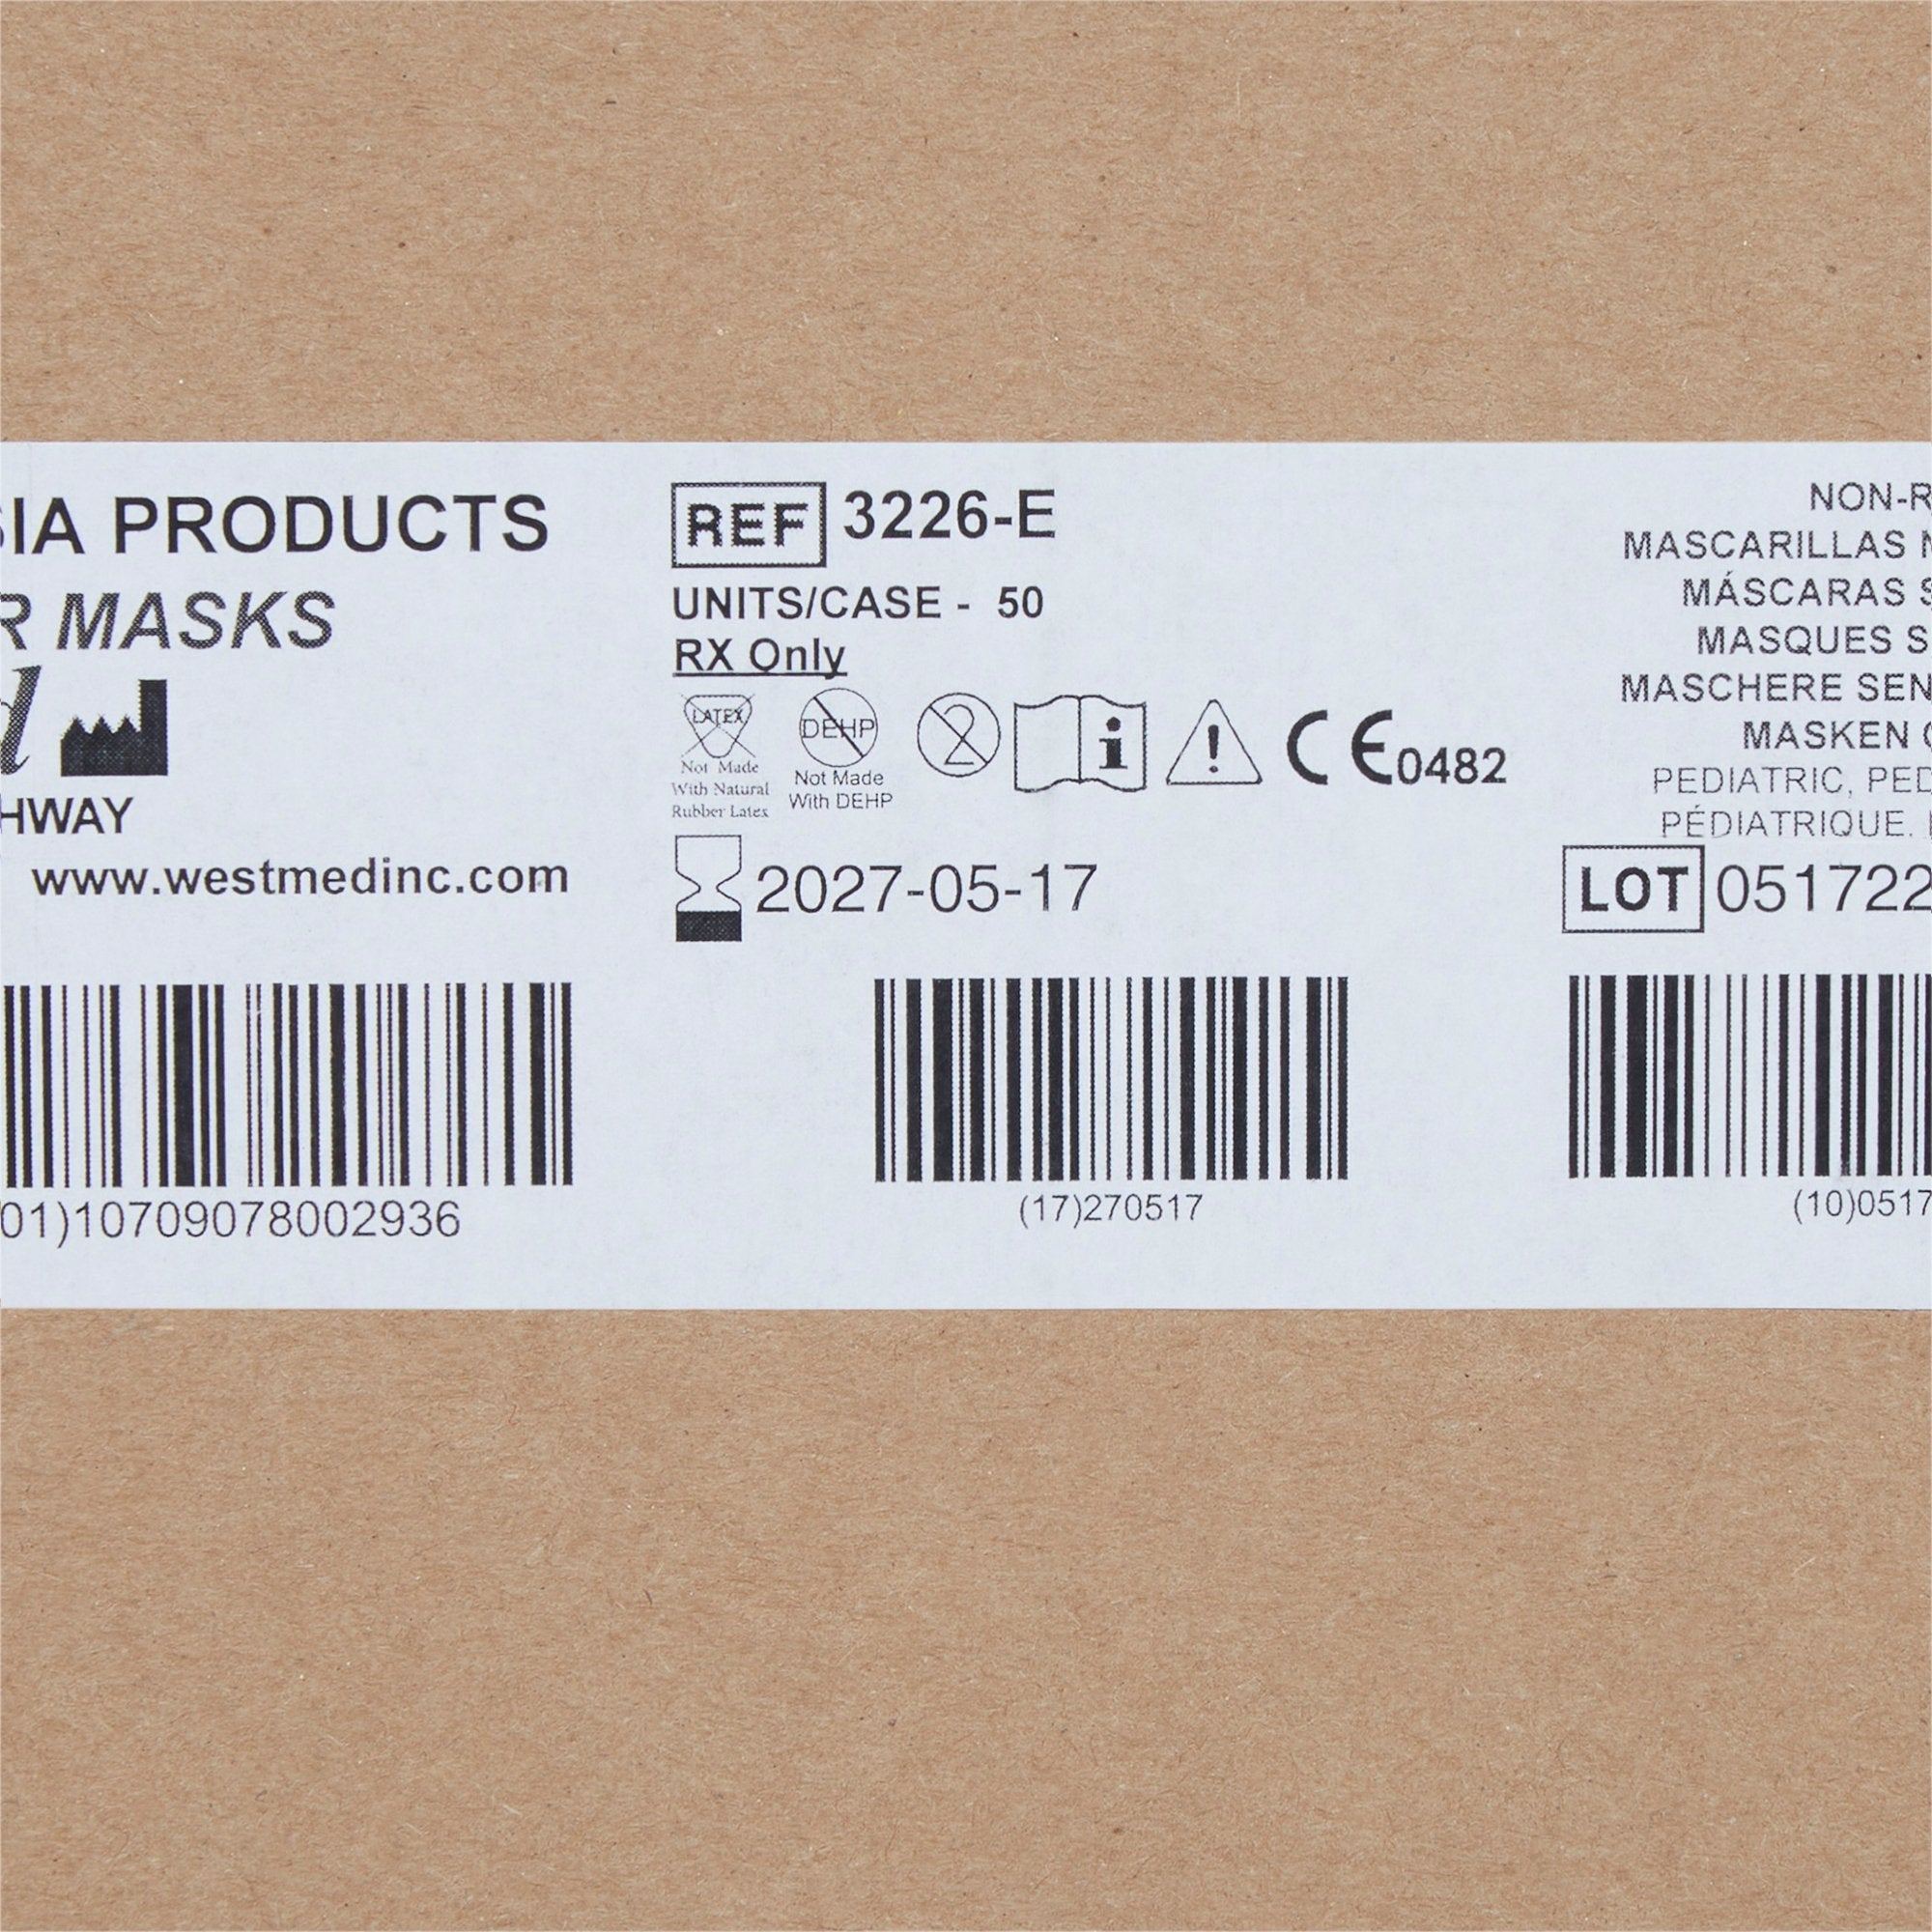 SIA PRODUCTS
R MASKS
d
HWAY
www.westmedinc.com
01)10709078002936
REF 3226-E
UNITS/CASE - 50
RX Only
LATEX
Not Made
With Natural
Rubber Latex
DEHP
Not Made
With DEHP
2
i
!
CE0482
2027-05-17
(17)270517
NON-R
MASCARILLAS N
MÁSCARAS S
MASQUES S
MASCHERE SEN
MASKEN
PEDIATRIC, PED
PÉDIATRIQUE.
LOT 051722
(10)0517